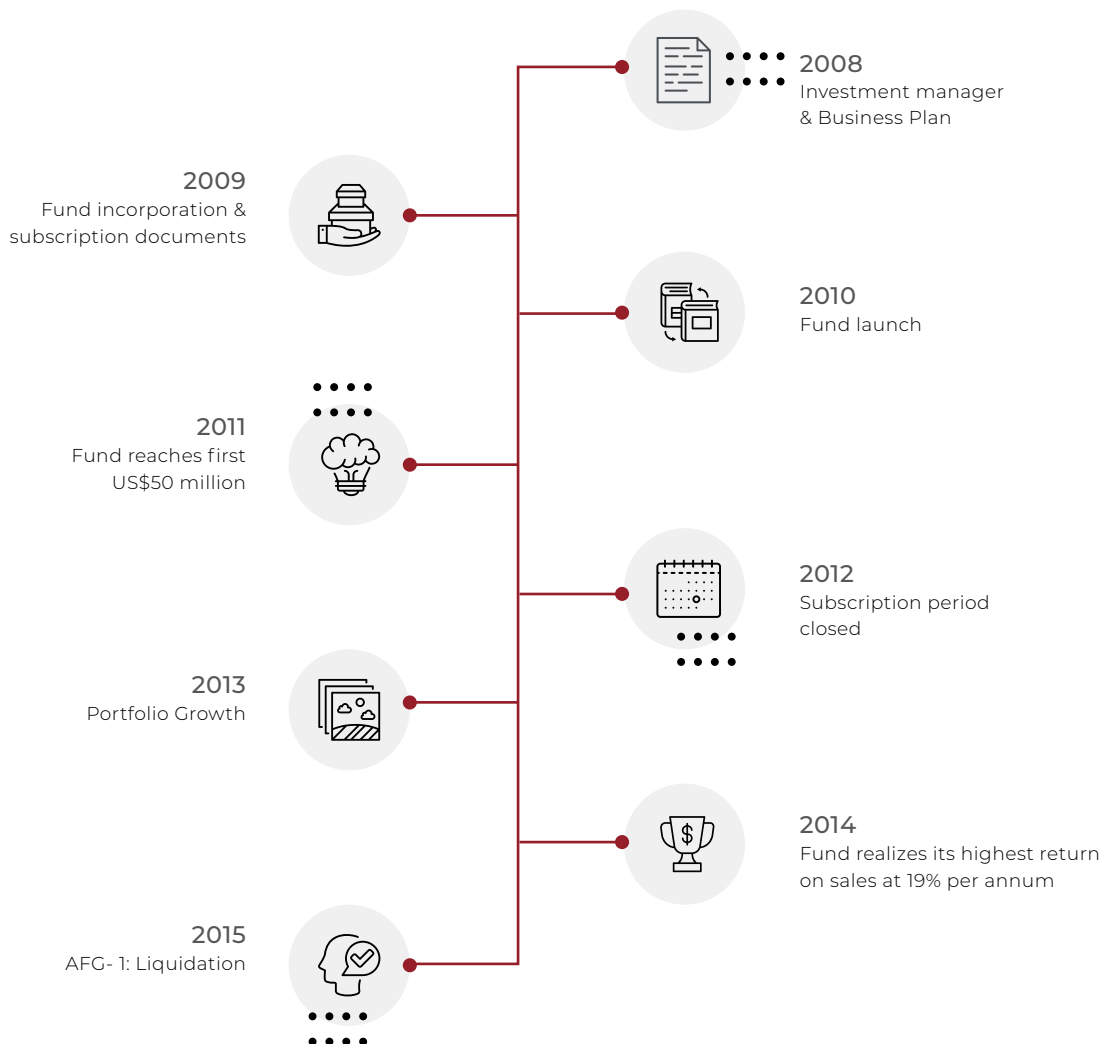 2008
Investment manager
& Business Plan
2009
Fund incorporation &
subscription documents
2010
Fund launch
2011
Fund reaches first
US$50 million
2012
Subscription period
closed
2013
Portfolio Growth
2014
Fund realizes its highest return
on sales at 19% per annum
2015
AFG- 1: Liquidation
$